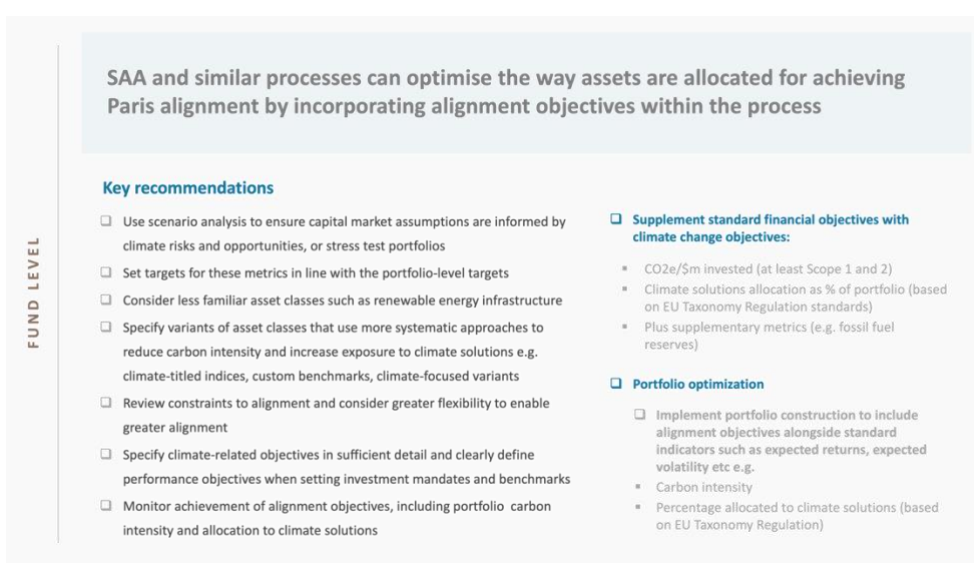 SAA and similar processes can optimise the way assets are allocated for achieving
Paris alignment by incorporating alignment objectives within the process
FUND LEVEL
Key recommendations
❑ Use scenario analysis to ensure capital market assumptions are informed by
climate risks and opportunities, or stress test portfolios
❑ Set targets for these metrics in line with the portfolio-level targets
❑ Consider less familiar asset classes such as renewable energy infrastructure
❑ Specify variants of asset classes that use more systematic approaches to
reduce carbon intensity and increase exposure to climate solutions e.g.
climate-titled indices, custom benchmarks, climate-focused variants
❑ Review constraints to alignment and consider greater flexibility to enable
greater alignment
❑ Specify climate-related objectives in sufficient detail and clearly define
performance objectives when setting investment mandates and benchmarks
❑ Monitor achievement of alignment objectives, including portfolio carbon
intensity and allocation to climate solutions
❑ Supplement standard financial objectives with
climate change objectives:
▪ CO2e/$m invested (at least Scope 1 and 2)
▪ Climate solutions allocation as % of portfolio (based
on EU Taxonomy Regulation standards)
▪ Plus supplementary metrics (e.g. fossil fuel
reserves)
❑ Portfolio optimization
❑ Implement portfolio construction to include
alignment objectives alongside standard
indicators such as expected returns, expected
volatility etc e.g.
▪ Carbon intensity
▪ Percentage allocated to climate solutions (based
on EU Taxonomy Regulation)